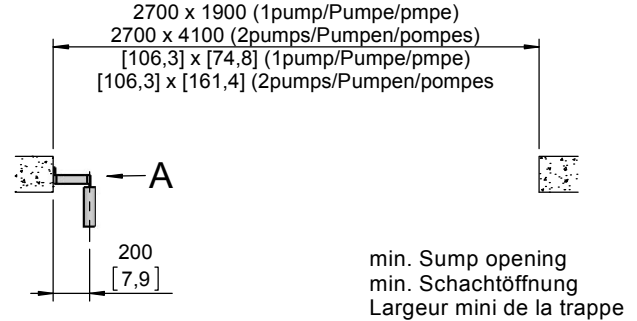 2700 x 1900 (1pump/Pumpe/pmpe)
2700 x 4100 (2pumps/Pumpen/pompes)
[106,3] x [74,8] (1pump/Pumpe/pmpe)
[106,3] x [161,4] (2pumps/Pumpen/pompes
A
200
[7,9]
min. Sump opening
min. Schachtöffnung
Largeur mini de la trappe